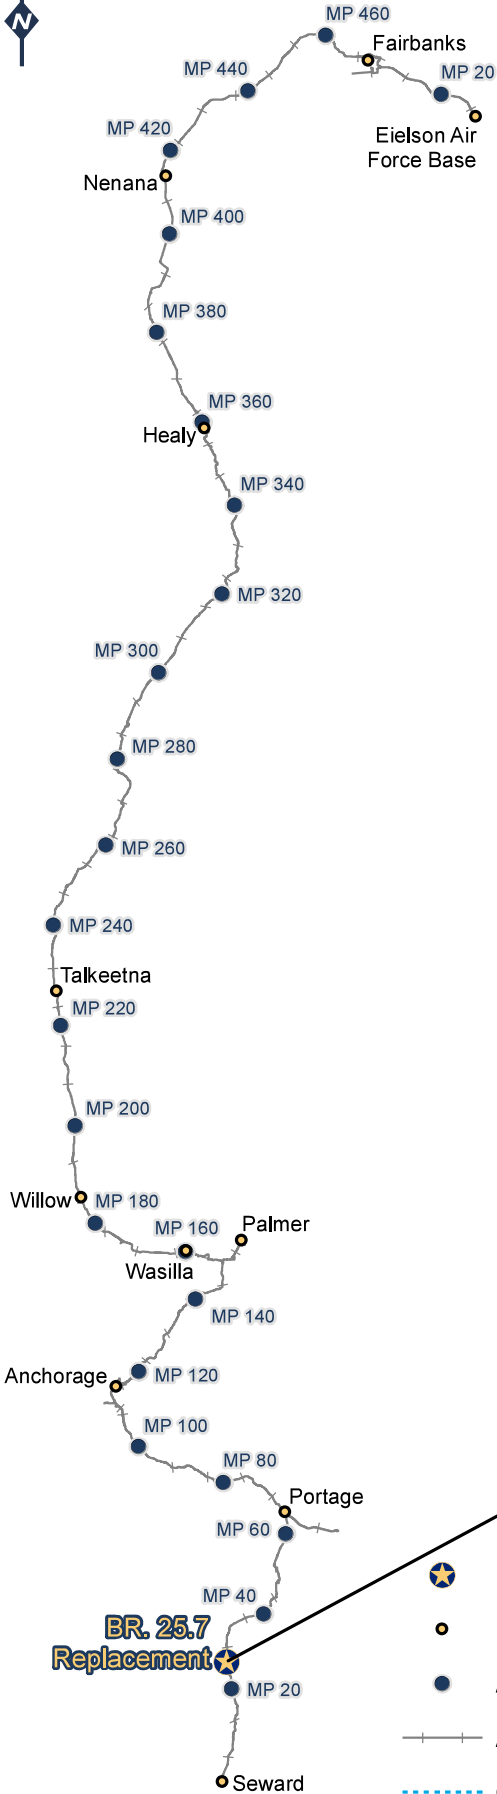 N
MP 460
Fairbanks
MP 440
MP 20
Eielson Air
Force Base
MP 420
Nenana
MP 400
MP 380
MP 360
Healy
MP 340
MP 320
MP 300
MP 280
MP 260
MP 240
Talkeetna
MP 220
MP 200
Willow
MP 180
MP 160
Palmer
Wasilla
MP 140
Anchorage
MP 120
MP 100
MP 80
Portage
MP 60
MP 40
BR. 25.7
Replacement
MP 20
Seward